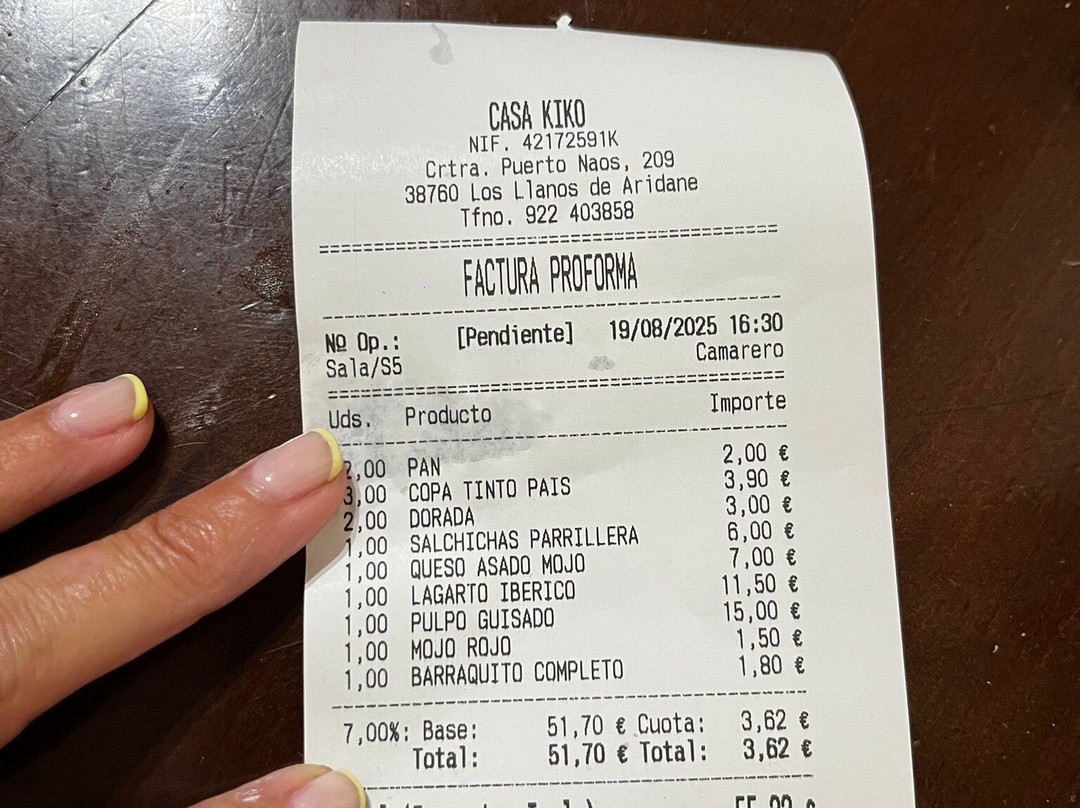 CASA KIKO
NIF. 42172591K
Crtra. Puerto Naos, 209
38760 Los Llanos de Aridane
Tfno. 922 403858
FACTURA PROFORMA
Nº Op.: [Pendiente] 19/08/2025 16:30
Sala/S5 Camarero
Uds. Producto Importe
2,00 PAN 2,00 €
3,00 COPA TINTO PAIS 3,90 €
2,00 DORADA 3,00 €
1,00 SALCHICHAS PARRILLERA 6,00 €
1,00 QUESO ASADO MOJO 7,00 €
1,00 LAGARTO IBERICO 11,50 €
1,00 PULPO GUISADO 15,00 €
1,00 MOJO ROJO 1,50 €
1,00 BARRAQUITO COMPLETO 1,80 €
7,00%: Base: 51,70 € Cuota: 3,62 €
Total: 51,70 € Total: 3,62 €